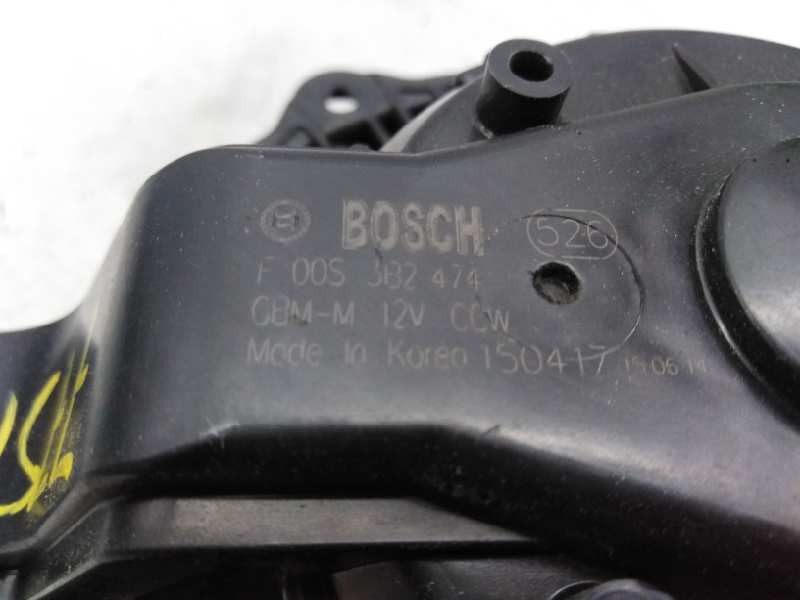 BOSCH 526
F 00S 3B2 474
CBM-M 12V CCW
Made In Korea 150417 15:06:14